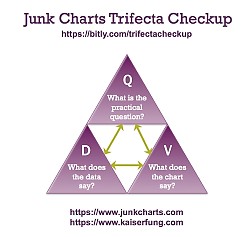 Junk Charts Trifecta Checkup
https://bitly.com/trifectacheckup
Q
What is the
practical
question?
D
What does
the data
say?
V
What does
the chart
say?
https://www.junkcharts.com
https://www.kaiserfung.com